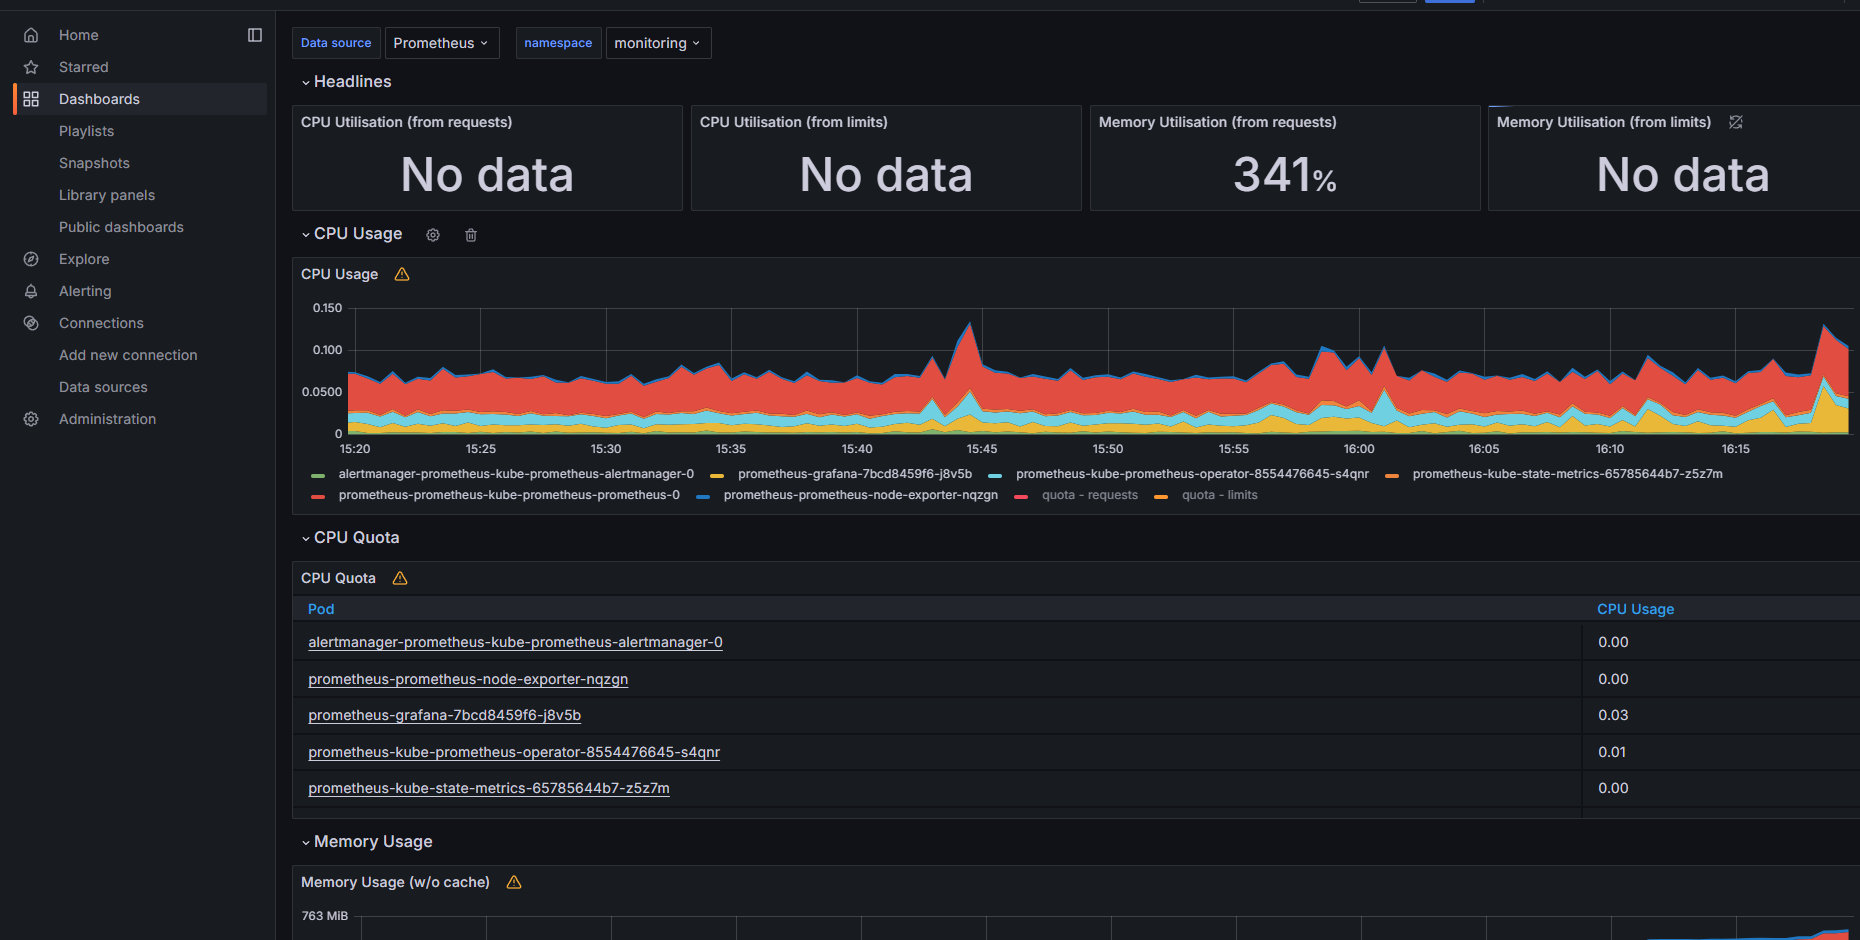 Home
Starred
Dashboards
Playlists
Snapshots
Library panels
Public dashboards
Explore
Alerting
Connections
Add new connection
Data sources
Administration
Data source Prometheus namespace monitoring
Headlines
CPU Utilisation (from requests) CPU Utilisation (from limits) Memory Utilisation (from requests) Memory Utilisation (from limits)
No data No data 341% No data
CPU Usage
CPU Usage
0.150
0.100
0.0500
0
15:20 15:25 15:30 15:35 15:40 15:45 15:50 15:55 16:00 16:05 16:10 16:15
alertmanager-prometheus-kube-prometheus-alertmanager-0 prometheus-grafana-7bcd8459f6-j8v5b prometheus-kube-prometheus-operator-8554476645-s4qnr prometheus-kube-state-metrics-65785644b7-z5z7m
prometheus-prometheus-kube-prometheus-prometheus-0 prometheus-prometheus-node-exporter-nqzgn quota - requests quota - limits
CPU Quota
CPU Quota
Pod CPU Usage
alertmanager-prometheus-kube-prometheus-alertmanager-0 0.00
prometheus-prometheus-node-exporter-nqzgn 0.00
prometheus-grafana-7bcd8459f6-j8v5b 0.03
prometheus-kube-prometheus-operator-8554476645-s4qnr 0.01
prometheus-kube-state-metrics-65785644b7-z5z7m 0.00
Memory Usage
Memory Usage (w/o cache)
763 MiB